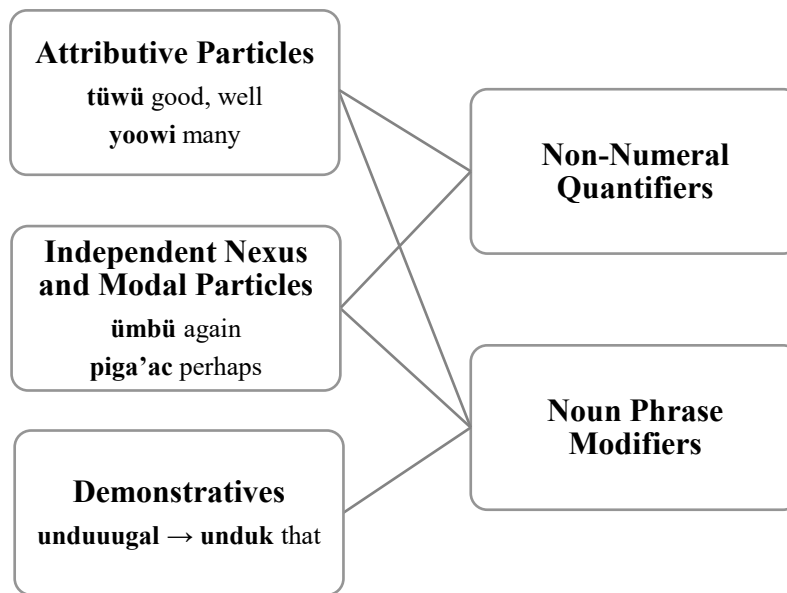 Attributive Particles
tüwü good, well
yoowi many
Independent Nexus
and Modal Particles
ümbü again
piga’ac perhaps
Demonstratives
unduuugal → unduk that
Non-Numeral
Quantifiers
Noun Phrase
Modifiers